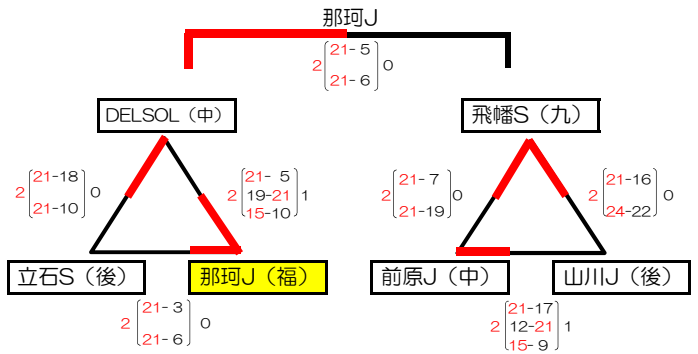 那珂J
21- 5
2 0
21- 6
DELSOL（中）
飛幡S（九）
21-18
2 0
21-10
21- 5
2 19-21 1
15-10
21- 7
2 0
21-19
21-16
2 0
24-22
立石S（後）
那珂J（福）
前原J（中）
山川J（後）
21- 3
2 0
21- 6
21-17
2 12-21 1
15- 9